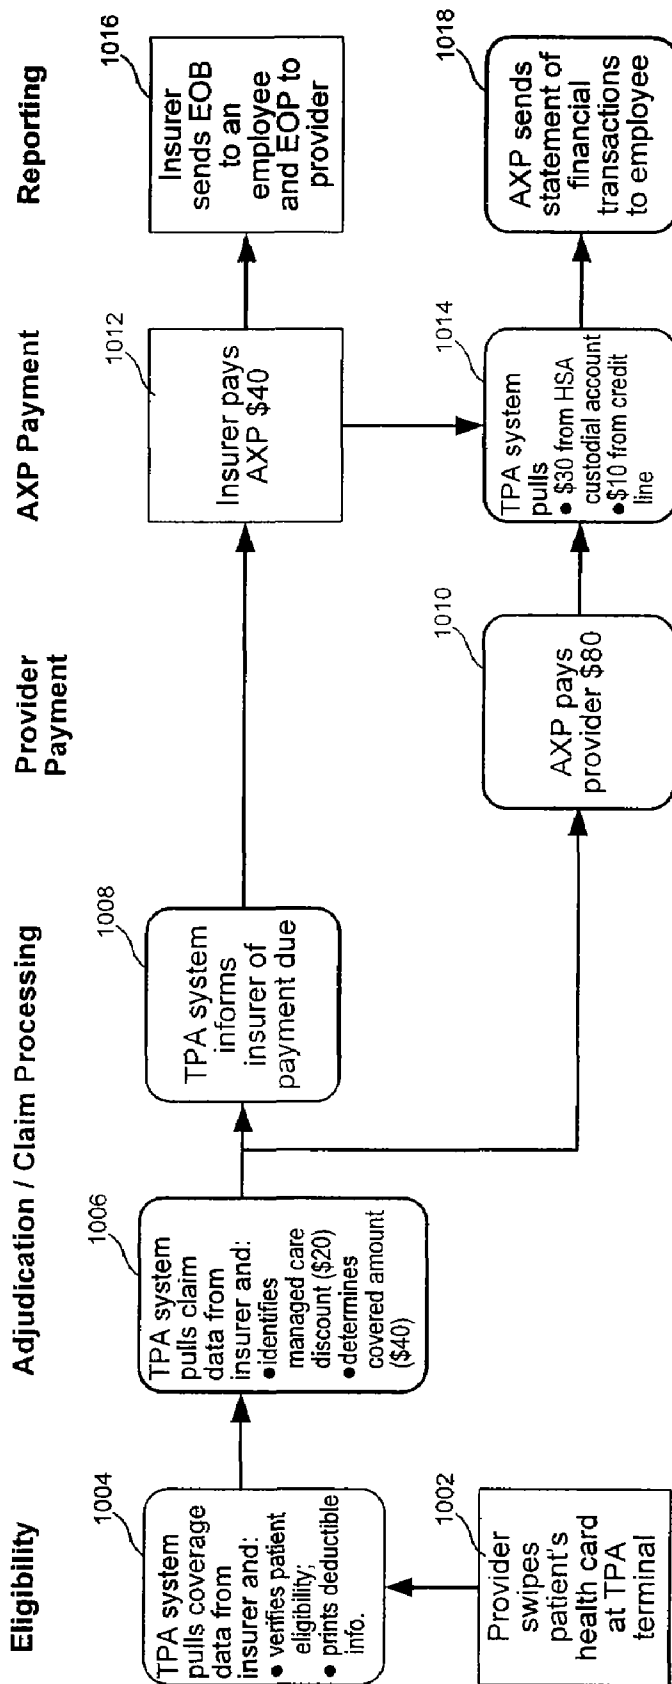 Eligibility
Adjudication / Claim Processing
Provider
Payment
AXP Payment
Reporting
1002
Provider
swipes
patient's
health card
at TPA
terminal
1004
TPA system
pulls coverage
data from
insurer and:
• verifies patient
eligibility;
• prints deductible
info.
1006
TPA system
pulls claim
data from
insurer and:
•identifies
managed care
discount ($20)
•determines
covered amount
($40)
1008
TPA system
informs
insurer of
payment due
1010
AXP pays
provider $80
1012
Insurer pays
AXP $40
1014
TPA system
pulls
• $30 from HSA
custodial account
• $10 from credit
line
1016
Insurer
sends EOB
to an
employee
and EOP to
provider
1018
AXP sends
statement of
financial
transactions
to employee